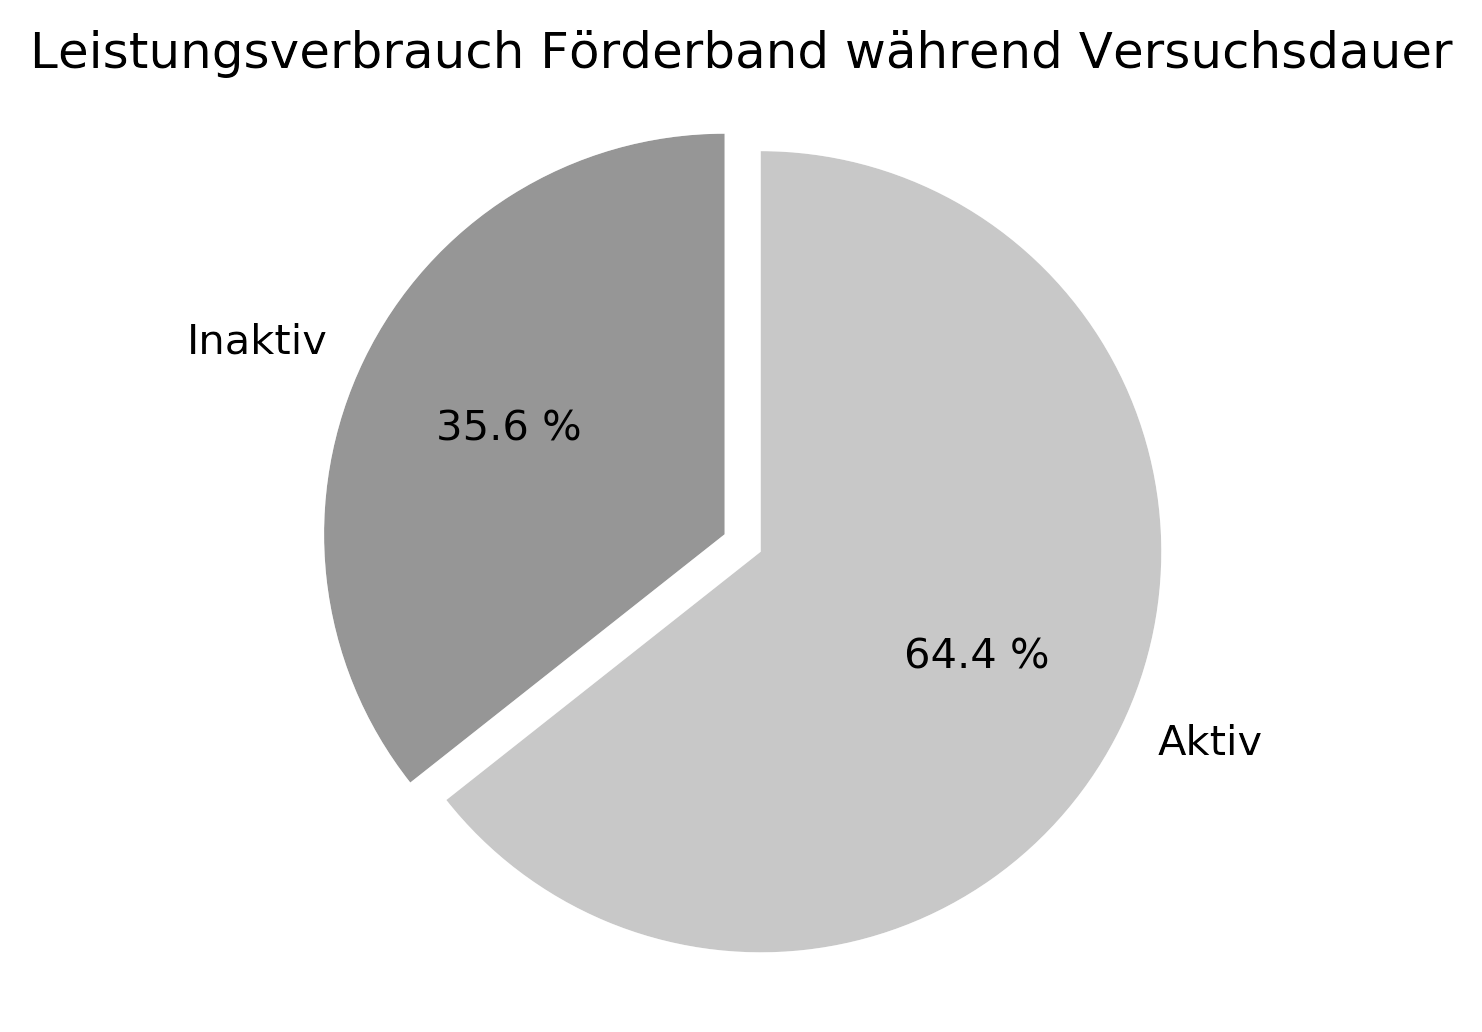 Leistungsverbrauch Förderband während Versuchsdauer
Inaktiv
35.6 %
64.4 %
Aktiv